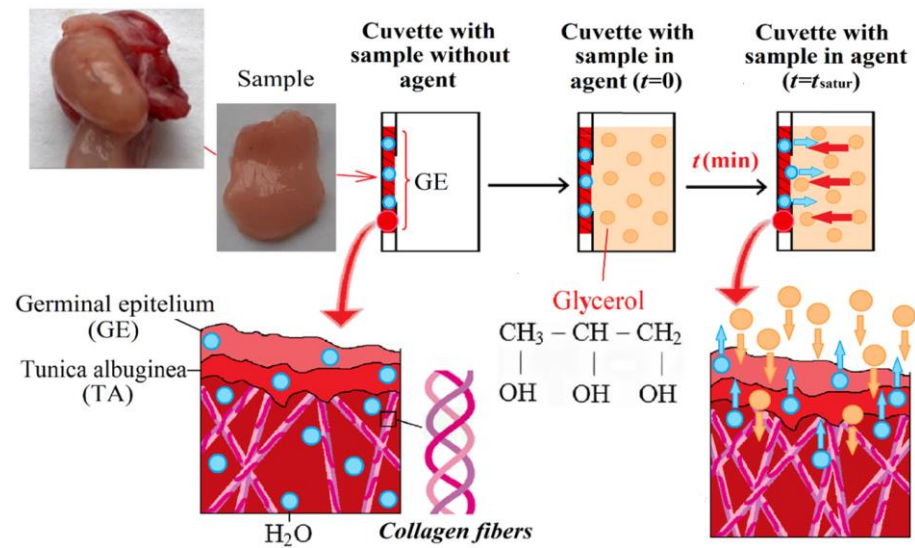 Sample
Cuvette with
sample without
agent
Cuvette with
sample in
agent (t=0)
Cuvette with
sample in agent
(t=tsatur)
GE
t(min)
Germinal epitelium
(GE)
Tunica albuginea
(TA)
Glycerol
CH3 – CH – CH2
| | |
OH OH OH
H2O
Collagen fibers